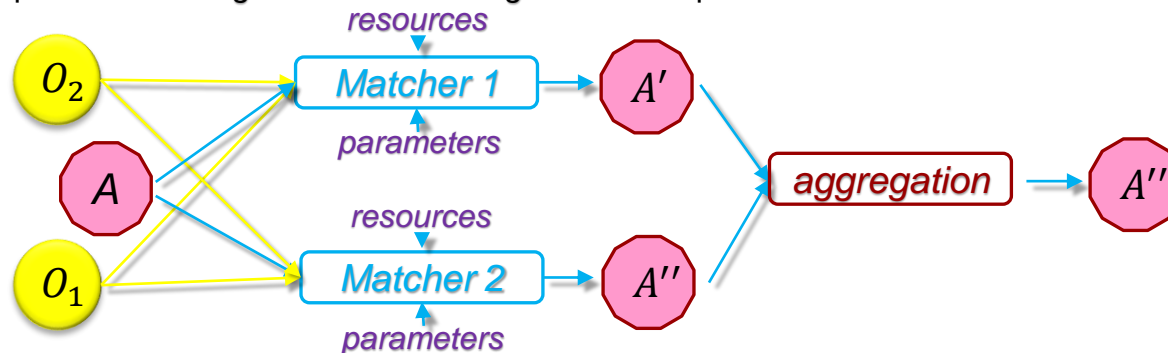 resources
O₂
Matcher 1
A′
parameters
A
aggregation
A′′
resources
O₁
Matcher 2
A′′
parameters